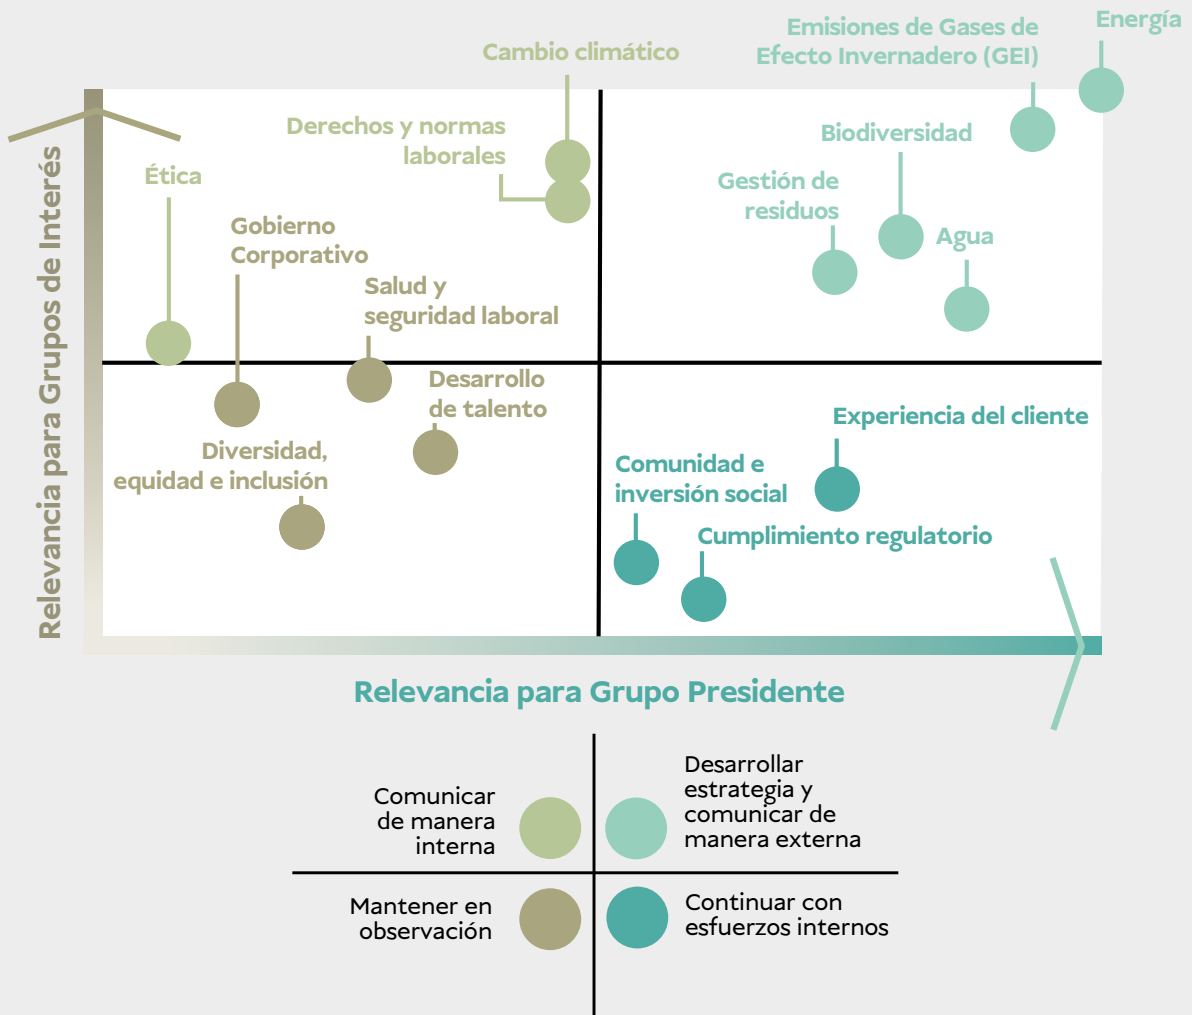 Energía
Emisiones de Gases de
Efecto Invernadero (GEI)
Cambio climático
Derechos y normas
laborales
Biodiversidad
Ética
Gestión de
residuos
Gobierno
Corporativo
Agua
Salud y
seguridad laboral
Desarrollo
de talento
Experiencia del cliente
Diversidad,
equidad e inclusión
Comunidad e
inversión social
Cumplimiento regulatorio
Relevancia para Grupos de Interés
Relevancia para Grupo Presidente
Comunicar
de manera
interna
Desarrollar
estrategia y
comunicar de
manera externa
Mantener en
observación
Continuar con
esfuerzos internos